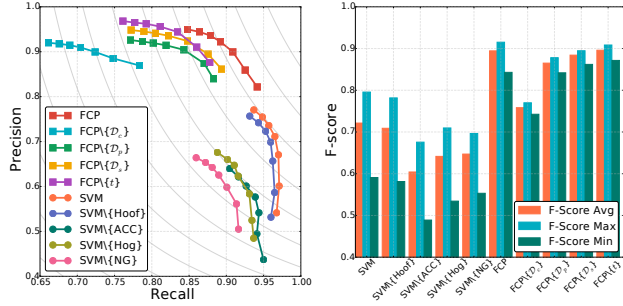 1.0
0.9
0.8
0.7
0.6
0.5
0.4
Precision
FCP
FCP\{𝒟c}
FCP\{𝒟p}
FCP\{𝒟s}
FCP\{t}
SVM
SVM\{Hoof}
SVM\{ACC}
SVM\{Hog}
SVM\{NG}
0.65 0.70 0.75 0.80 0.85 0.90 0.95 1.00
Recall
1.0
0.9
0.8
0.7
0.6
0.5
0.4
F-score
F-Score Avg
F-Score Max
F-Score Min
SVM
SVM\{Hoof}
SVM\{ACC}
SVM\{Hog}
SVM\{NG}
FCP
FCP\{𝒟c}
FCP\{𝒟p}
FCP\{𝒟s}
FCP\{t}